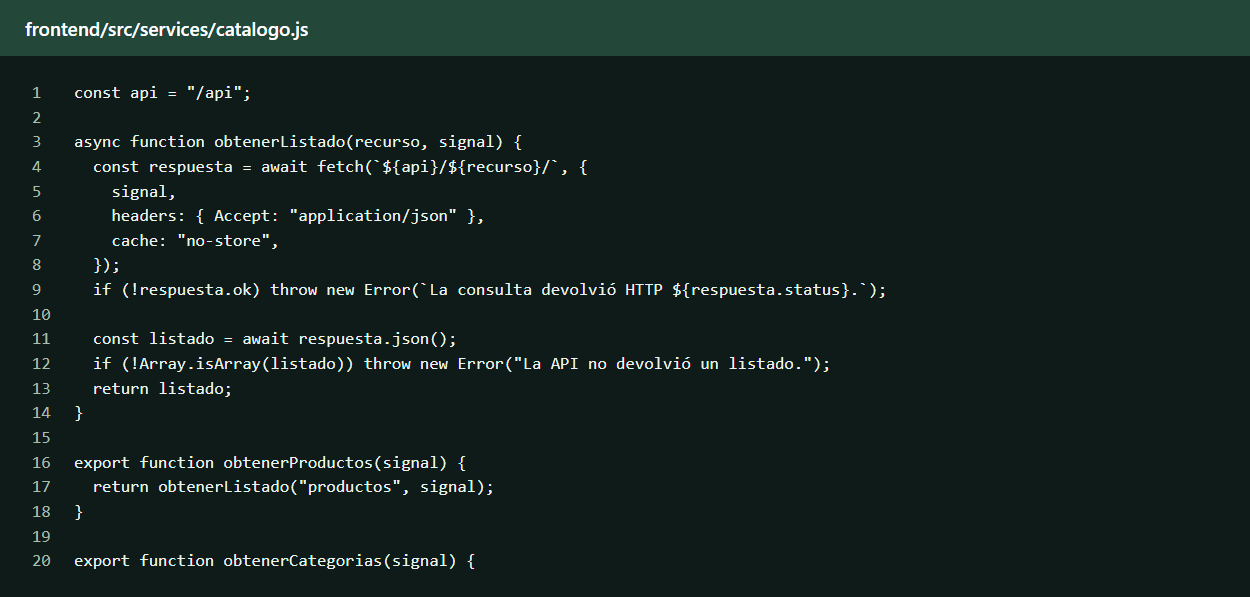 frontend/src/services/catalogo.js
1 const api = "/api";
2
3 async function obtenerListado(recurso, signal) {
4   const respuesta = await fetch(`${api}/${recurso}/`, {
5     signal,
6     headers: { Accept: "application/json" },
7     cache: "no-store",
8   });
9   if (!respuesta.ok) throw new Error(`La consulta devolvió HTTP ${respuesta.status}.`);
10
11   const listado = await respuesta.json();
12   if (!Array.isArray(listado)) throw new Error("La API no devolvió un listado.");
13   return listado;
14 }
15
16 export function obtenerProductos(signal) {
17   return obtenerListado("productos", signal);
18 }
19
20 export function obtenerCategorias(signal) {